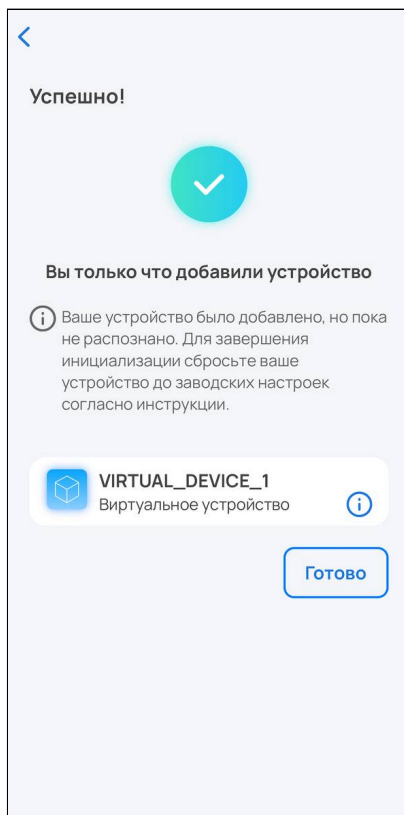 Успешно!
Вы только что добавили устройство
Ваше устройство было добавлено, но пока
не распознано. Для завершения
инициализации сбросьте ваше
устройство до заводских настроек
согласно инструкции.
VIRTUAL_DEVICE_1
Виртуальное устройство
Готово